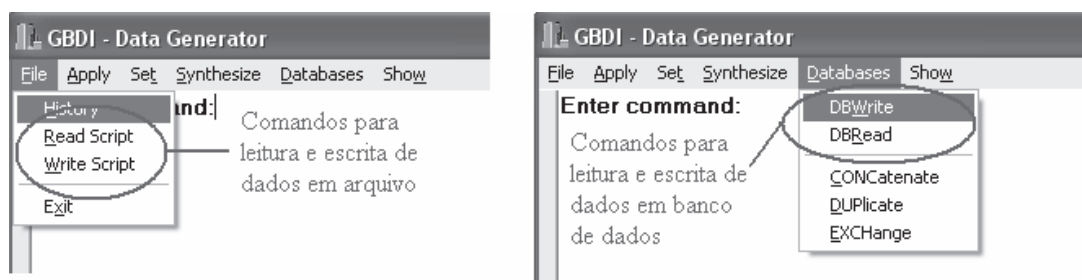 GBDI - Data Generator
File Apply Set Synthesize Databases Show
History
and:
Read Script
Write Script
Exit
Comandos para
leitura e escrita de
dados em arquivo
GBDI - Data Generator
File Apply Set Synthesize Databases Show
Enter command:
DBWrite
DBRead
CONCatenate
DUPlicate
EXCHange
Comandos para
leitura e escrita de
dados em banco
de dados